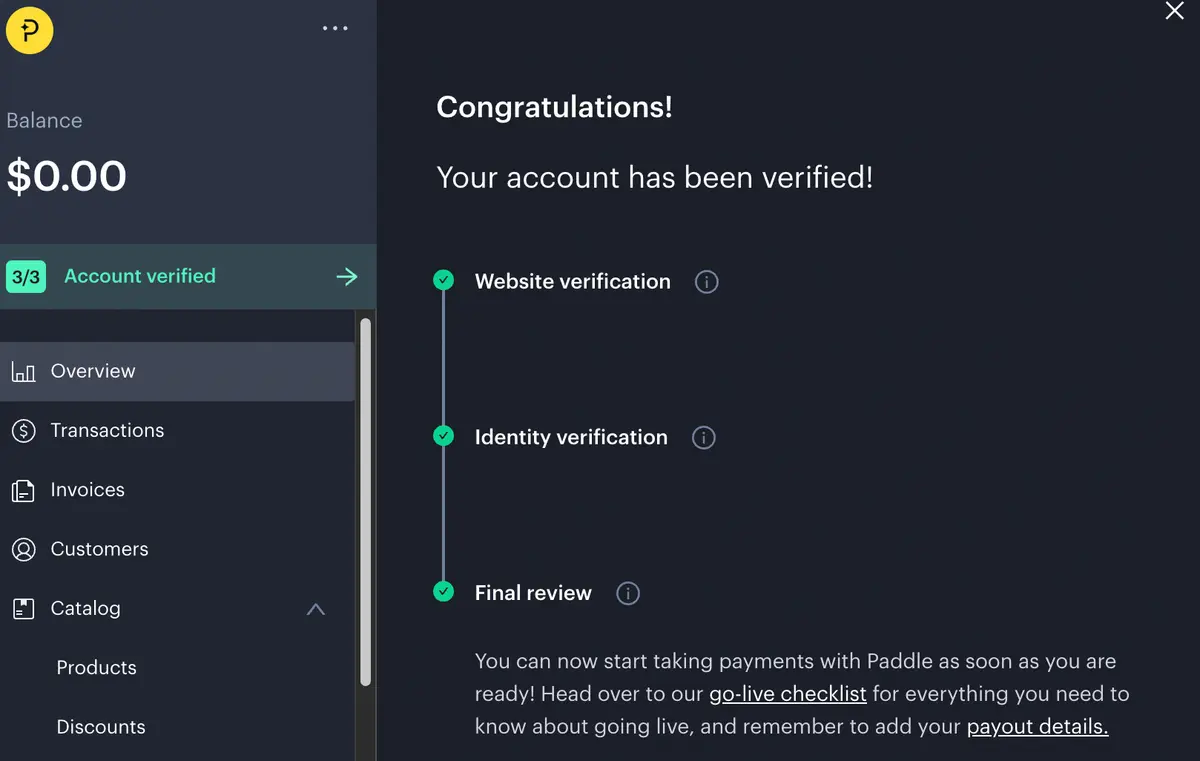 ...
Balance
$0.00
3/3 Account verified
Overview
Transactions
Invoices
Customers
Catalog
Products
Discounts
Congratulations!
Your account has been verified!
Website verification
Identity verification
Final review
You can now start taking payments with Paddle as soon as you are
ready! Head over to our go-live checklist for everything you need to
know about going live, and remember to add your payout details.